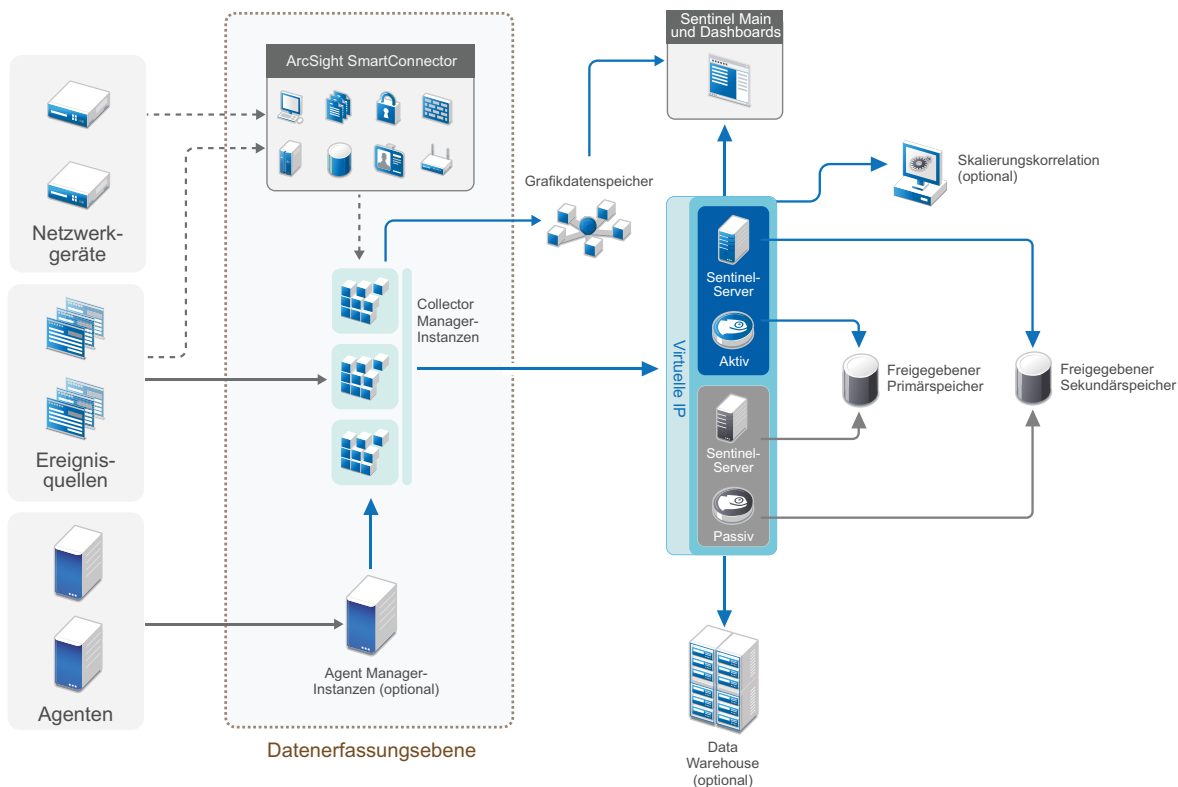 Sentinel Main
und Dashboards
ArcSight SmartConnector
Netzwerk-
geräte
Ereignis-
quellen
Agenten
Collector
Manager-
Instanzen
Agent Manager-
Instanzen (optional)
Datenerfassungsebene
Grafikdatenspeicher
Skalierungskorrelation
(optional)
Virtuelle IP
Sentinel-
Server
Aktiv
Sentinel-
Server
Passiv
Freigegebener
Primärspeicher
Freigegebener
Sekundärspeicher
Data
Warehouse
(optional)